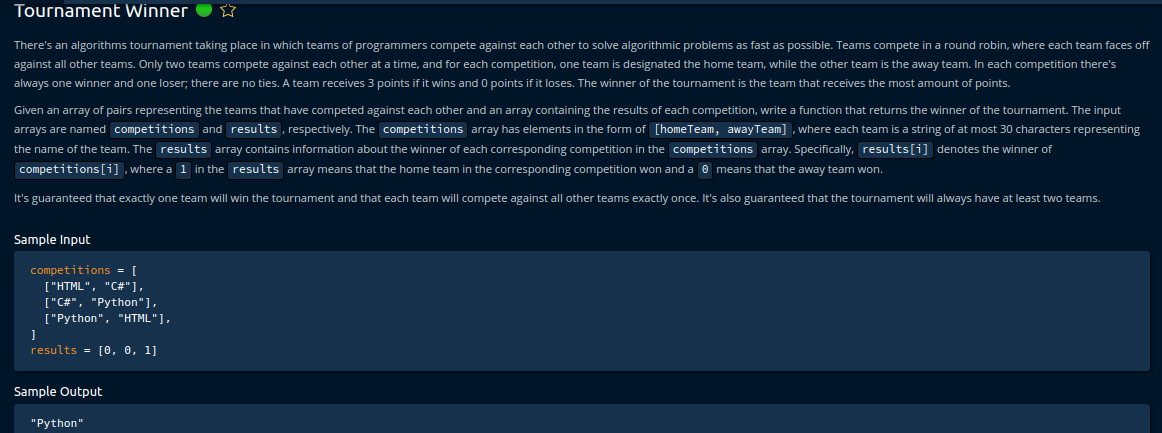 Tournament Winner
There's an algorithms tournament taking place in which teams of programmers compete against each other to solve algorithmic problems as fast as possible. Teams compete in a round robin, where each team faces off
against all other teams. Only two teams compete against each other at a time, and for each competition, one team is designated the home team, while the other team is the away team. In each competition there's
always one winner and one loser; there are no ties. A team receives 3 points if it wins and 0 points if it loses. The winner of the tournament is the team that receives the most amount of points.
Given an array of pairs representing the teams that have competed against each other and an array containing the results of each competition, write a function that returns the winner of the tournament. The input
arrays are named competitions and results, respectively. The competitions array has elements in the form of [homeTeam, awayTeam], where each team is a string of at most 30 characters representing
the name of the team. The results array contains information about the winner of each corresponding competition in the competitions array. Specifically, results[i] denotes the winner of
competitions[i], where a 1 in the results array means that the home team in the corresponding competition won and a 0 means that the away team won.
It's guaranteed that exactly one team will win the tournament and that each team will compete against all other teams exactly once. It's also guaranteed that the tournament will always have at least two teams.
Sample Input
competitions = [
["HTML", "C#"],
["C#", "Python"],
["Python", "HTML"],
]
results = [0, 0, 1]
Sample Output
"Python"